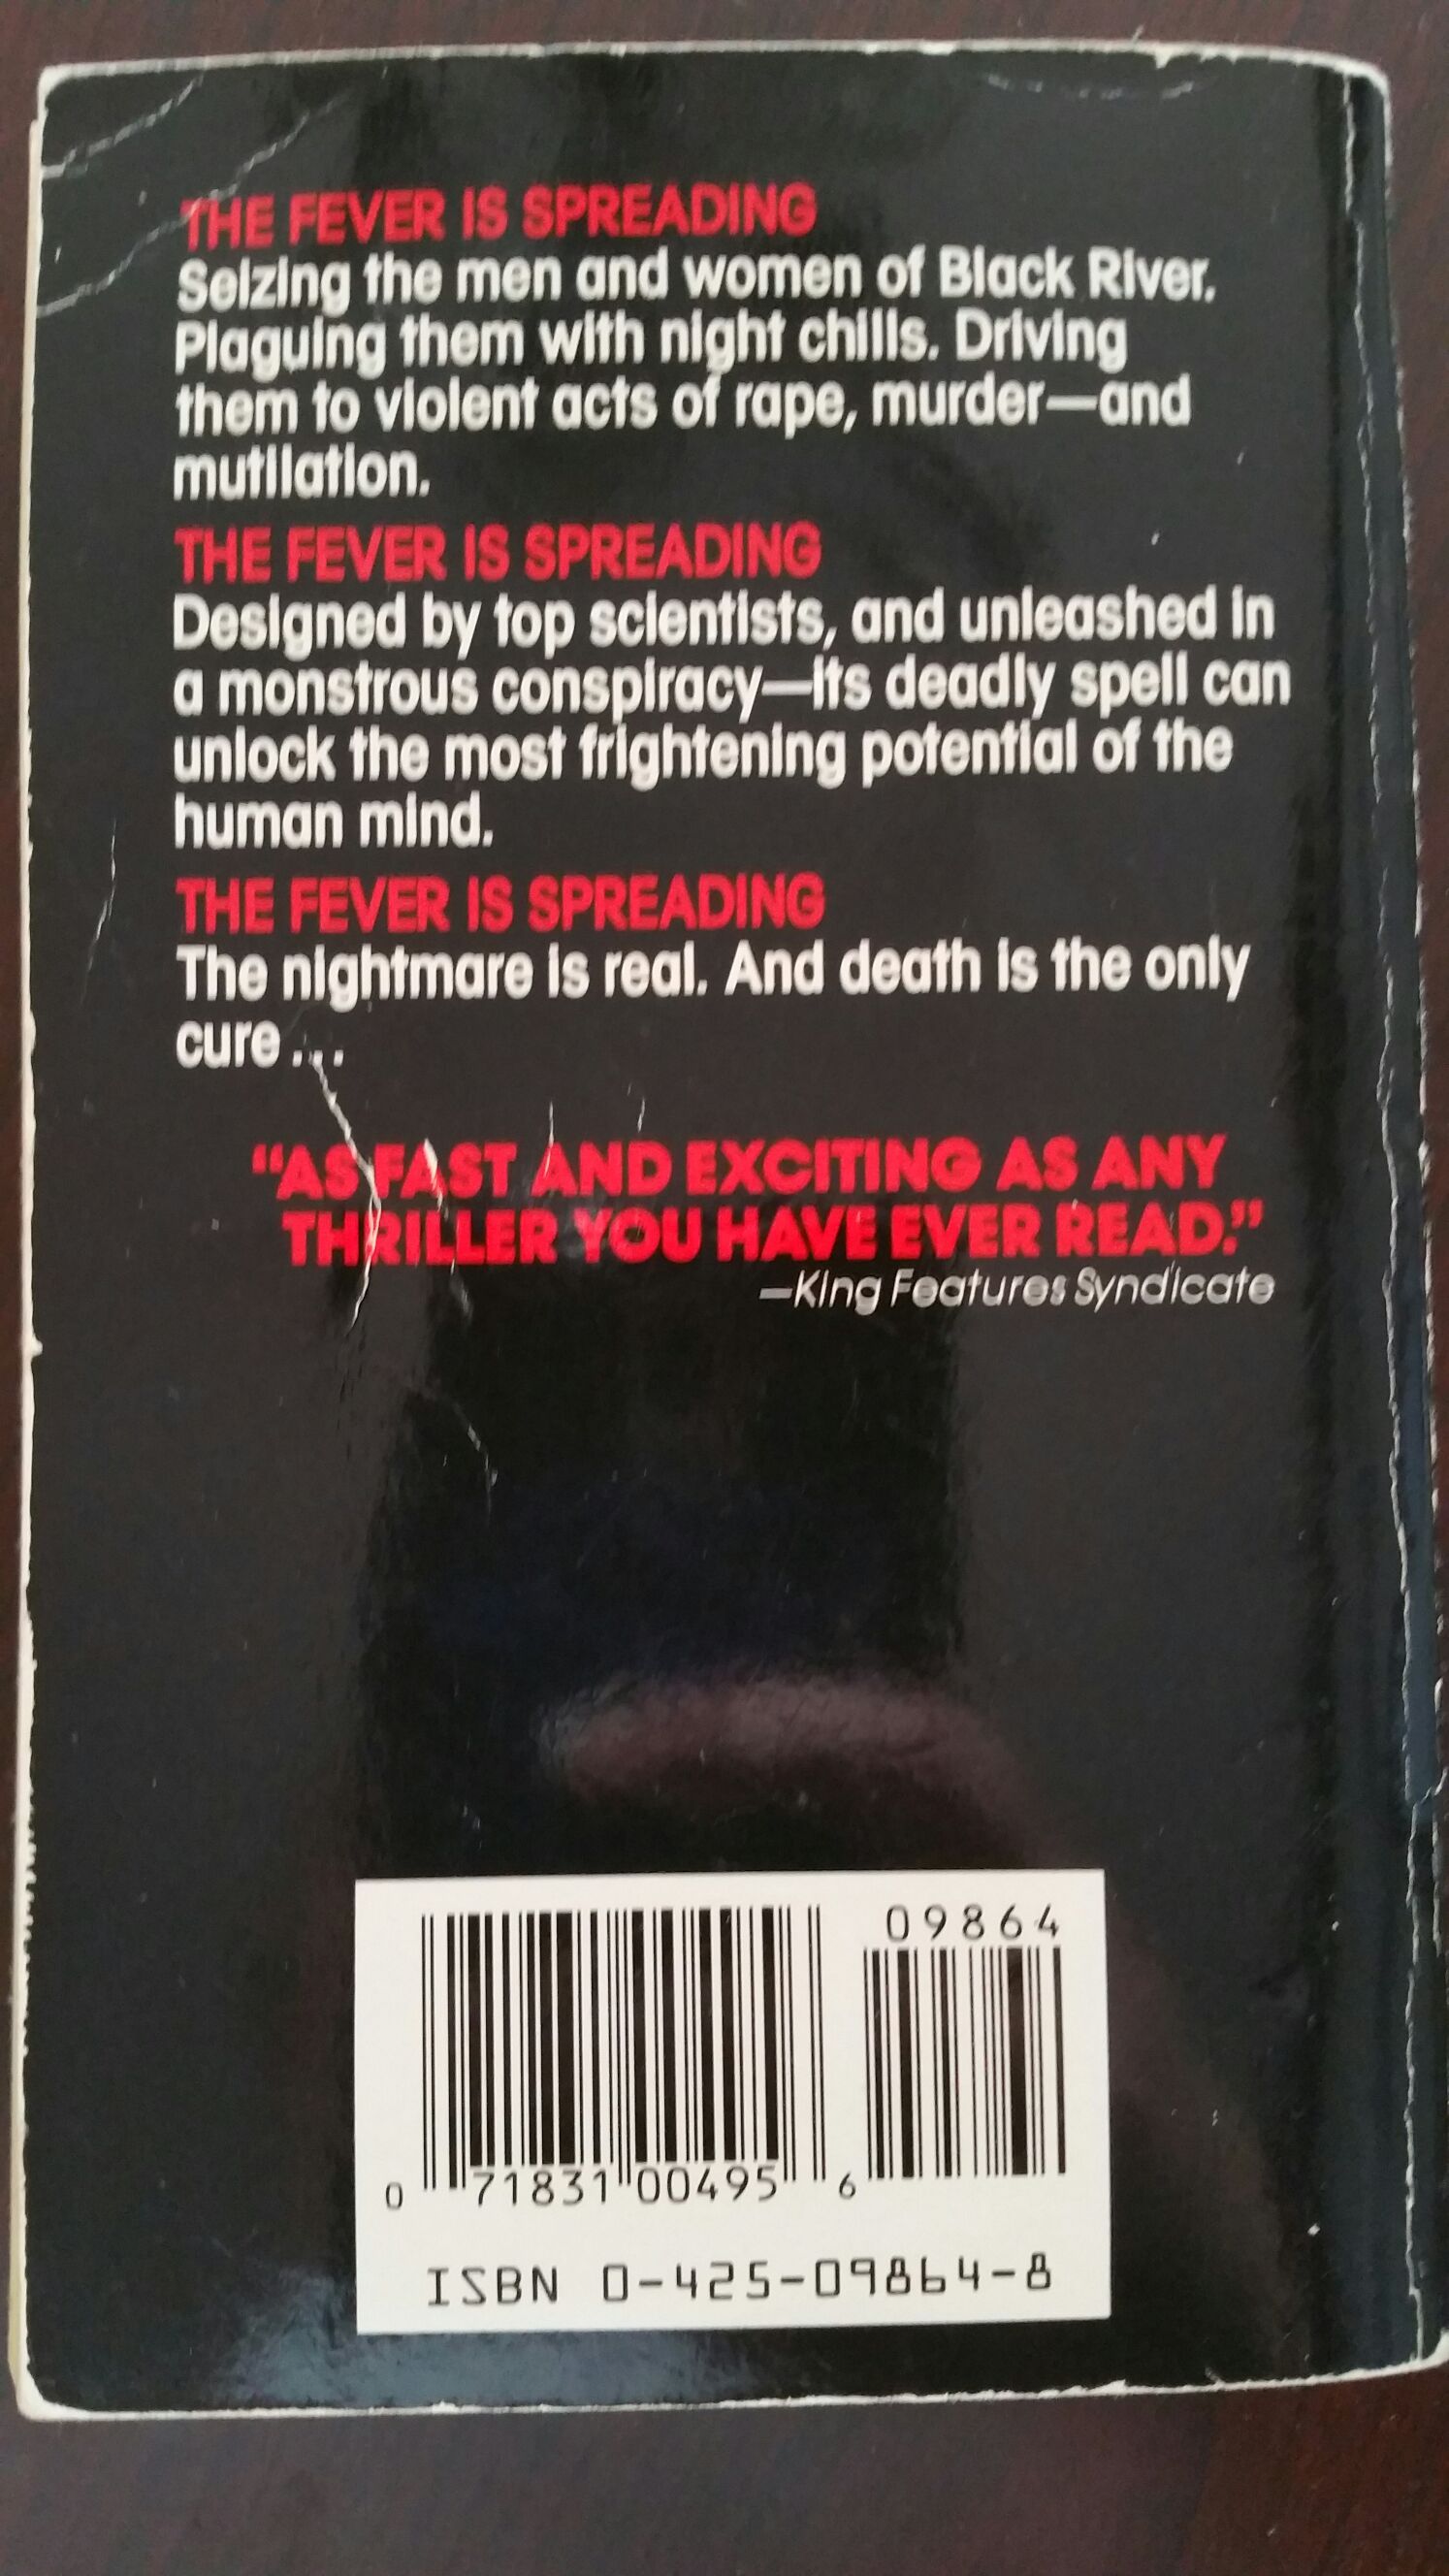 THE FEVER IS SPREADING
Seizing the men and women of Black River.
Plaguing them with night chills. Driving
them to violent acts of rape, murder—and
mutilation.
THE FEVER IS SPREADING
Designed by top scientists, and unleashed in
a monstrous conspiracy—its deadly spell can
unlock the most frightening potential of the
human mind.
THE FEVER IS SPREADING
The nightmare is real. And death is the only
cure . . .
“AS FAST AND EXCITING AS ANY
THRILLER YOU HAVE EVER READ.”
—King Features Syndicate
09864
0 71831 00495 6
ISBN 0-425-09864-8